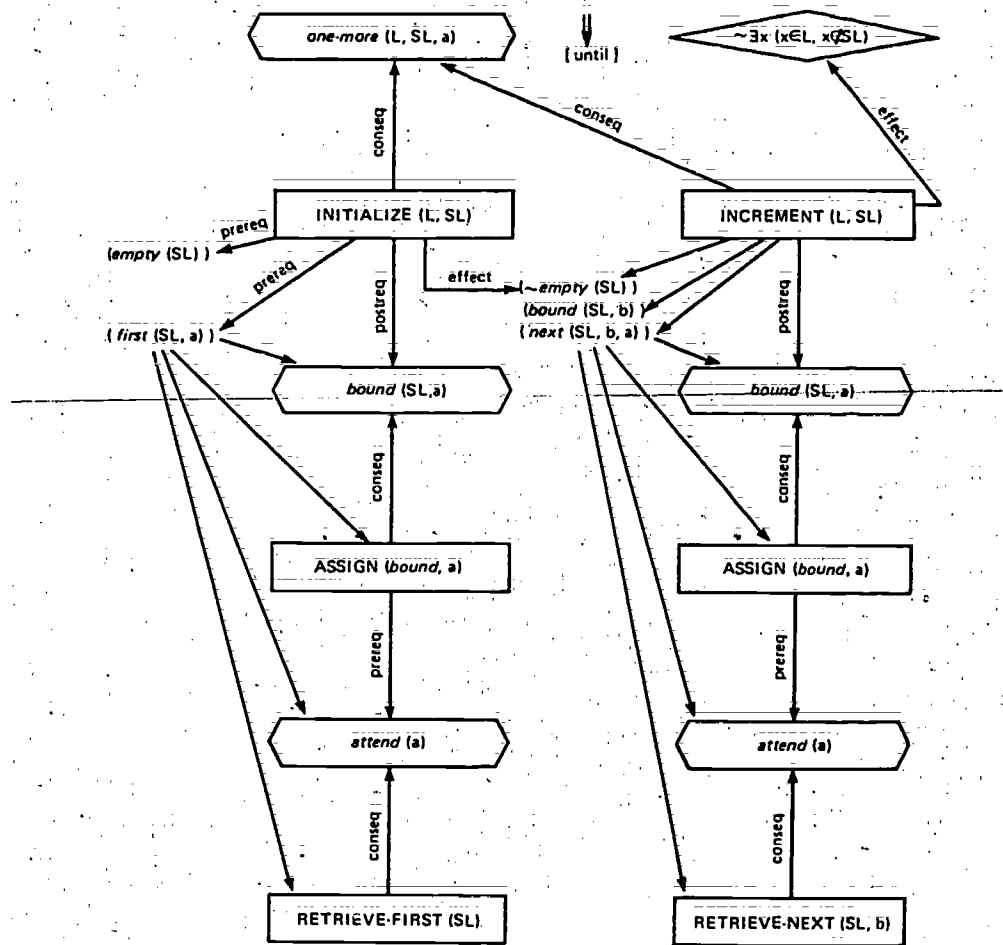 one-more (L, SL, a)
{ until }
~∃x (x∈L, x∉SL)
conseq
conseq
effect
INITIALIZE (L, SL)
INCREMENT (L, SL)
prereq
(empty (SL) )
prereq
effect
(~empty (SL) )
(bound (SL, b) )
( first (SL, a) )
( next (SL, b, a) )
postreq
postreq
bound (SL,a)
bound (SL, a)
conseq
conseq
ASSIGN (bound, a)
ASSIGN (bound, a)
prereq
prereq
attend (a)
attend (a)
conseq
conseq
RETRIEVE-FIRST (SL)
RETRIEVE-NEXT (SL, b)